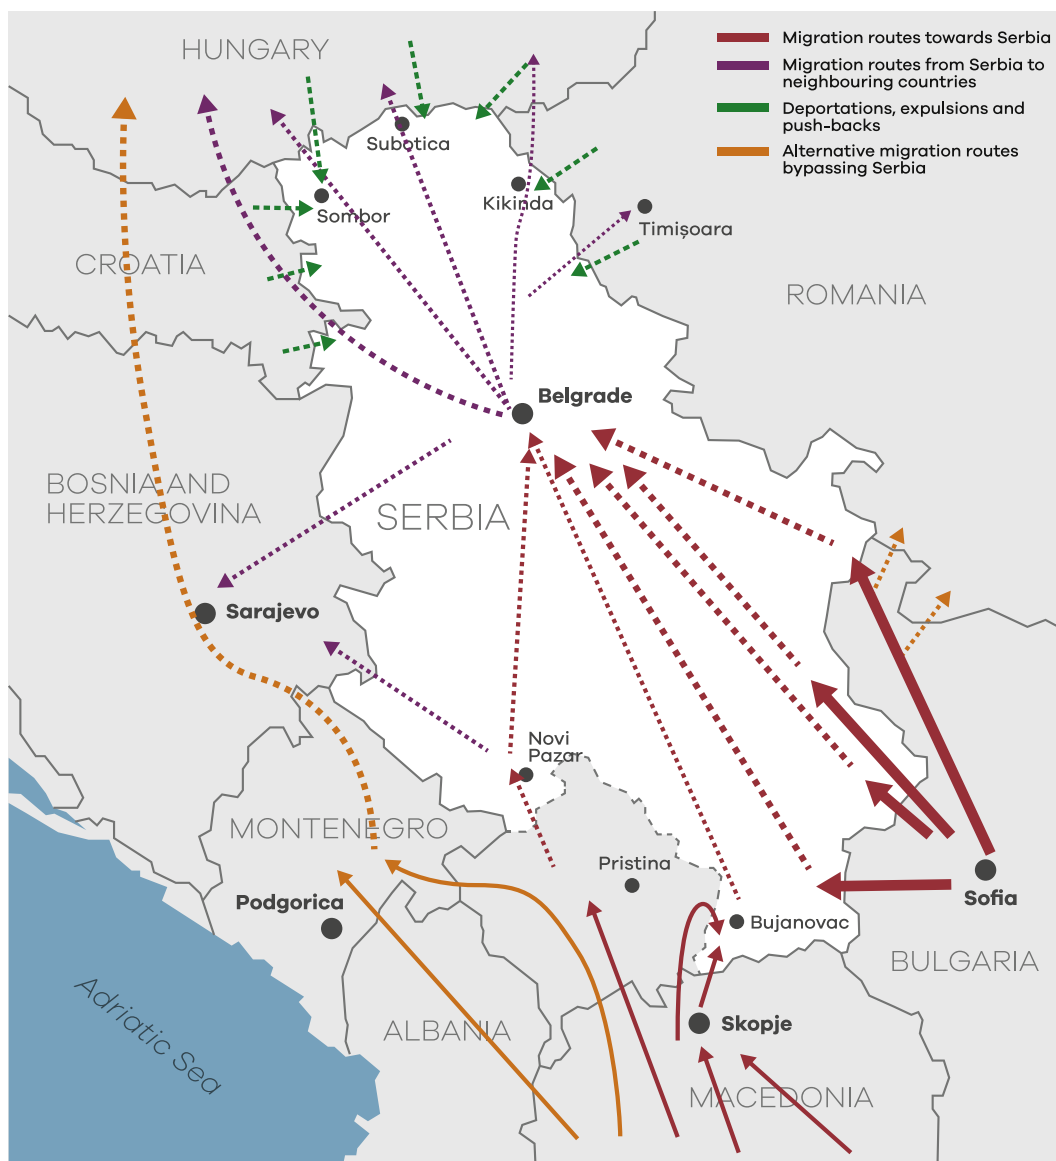 HUNGARY
Migration routes towards Serbia
Migration routes from Serbia to
neighbouring countries
Deportations, expulsions and
push-backs
Alternative migration routes
bypassing Serbia
Subotica
Sombor
Kikinda
Timișoara
CROATIA
ROMANIA
Belgrade
BOSNIA AND
HERZEGOVINA
SERBIA
Sarajevo
Novi
Pazar
MONTENEGRO
Pristina
Podgorica
Sofia
Bujanovac
BULGARIA
Adriatic Sea
ALBANIA
Skopje
MACEDONIA